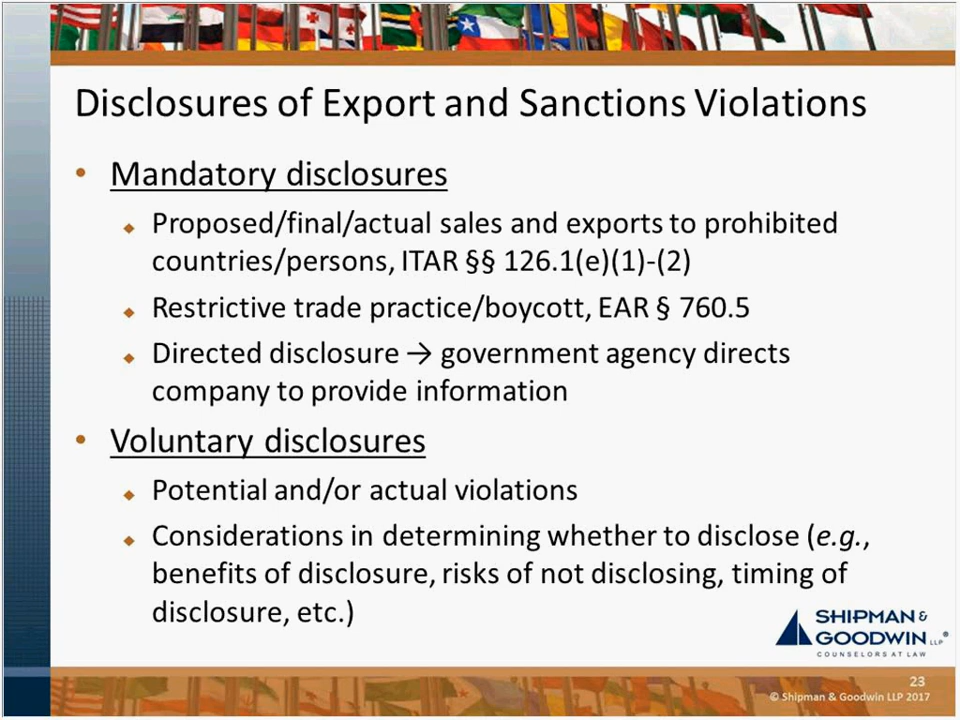 Disclosures of Export and Sanctions Violations
• Mandatory disclosures
◆ Proposed/final/actual sales and exports to prohibited
countries/persons, ITAR §§ 126.1(e)(1)-(2)
◆ Restrictive trade practice/boycott, EAR § 760.5
◆ Directed disclosure → government agency directs
company to provide information
• Voluntary disclosures
◆ Potential and/or actual violations
◆ Considerations in determining whether to disclose (e.g.,
benefits of disclosure, risks of not disclosing, timing of
disclosure, etc.)
SHIPMAN &
GOODWIN LLP®
COUNSELORS AT LAW
23
© Shipman & Goodwin LLP 2017